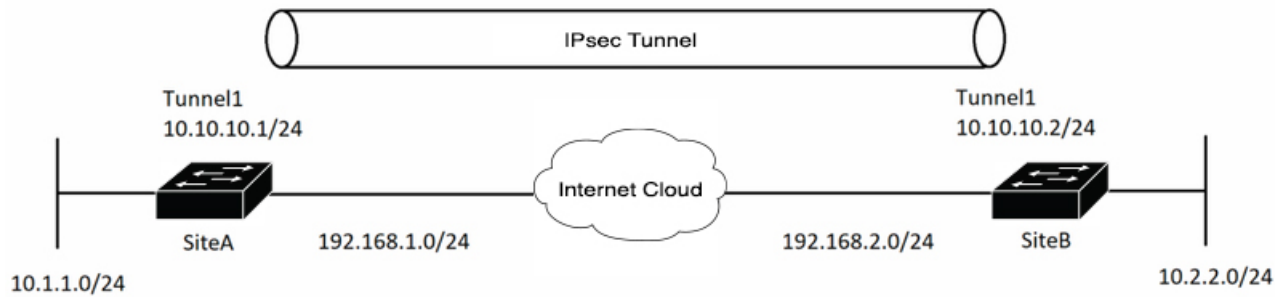 IPsec Tunnel
Tunnel1
10.10.10.1/24
Tunnel1
10.10.10.2/24
Internet Cloud
SiteA
192.168.1.0/24
192.168.2.0/24
SiteB
10.1.1.0/24
10.2.2.0/24